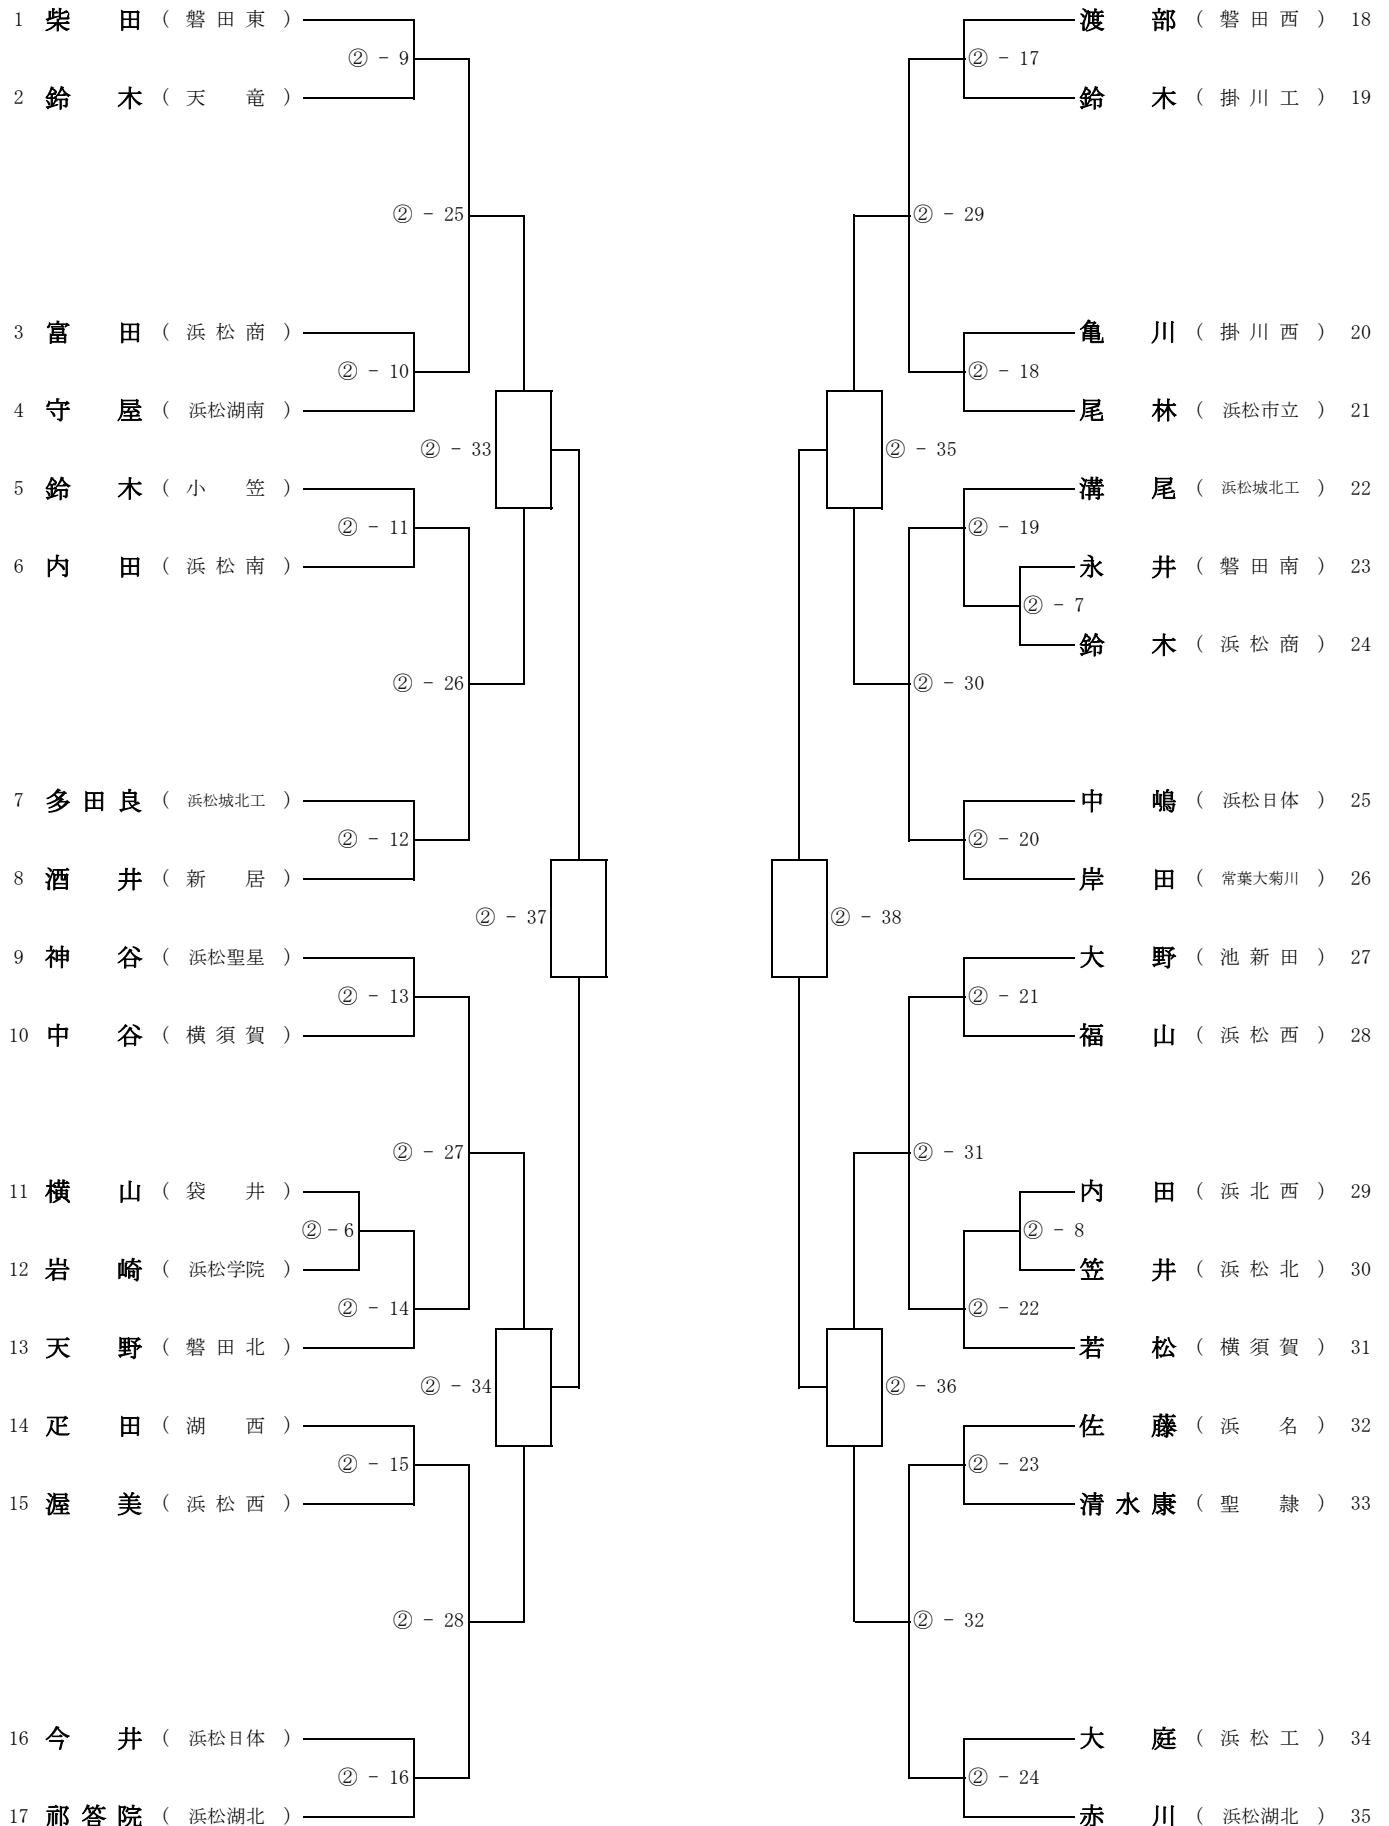 1 柴田 （ 磐田東 ）
② - 9
2 鈴木 （ 天竜 ）
② - 25
3 富田 （ 浜松商 ）
② - 10
4 守屋 （ 浜松湖南 ）
② - 33
5 鈴木 （ 小笠 ）
② - 11
6 内田 （ 浜松南 ）
② - 26
7 多田良 （ 浜松城北工 ）
② - 12
8 酒井 （ 新居 ）
② - 37
9 神谷 （ 浜松聖星 ）
② - 13
10 中谷 （ 横須賀 ）
② - 27
11 横山 （ 袋井 ）
② - 6
12 岩崎 （ 浜松学院 ）
② - 14
13 天野 （ 磐田北 ）
② - 34
14 疋田 （ 湖西 ）
② - 15
15 渥美 （ 浜松西 ）
② - 28
16 今井 （ 浜松日体 ）
② - 16
17 祁答院 （ 浜松湖北 ）
渡部 （ 磐田西 ） 18
② - 17
鈴木 （ 掛川工 ） 19
② - 29
亀川 （ 掛川西 ） 20
② - 18
尾林 （ 浜松市立 ） 21
② - 35
溝尾 （ 浜松城北工 ） 22
② - 19
永井 （ 磐田南 ） 23
② - 7
鈴木 （ 浜松商 ） 24
② - 30
中嶋 （ 浜松日体 ） 25
② - 20
岸田 （ 常葉大菊川 ） 26
② - 38
大野 （ 池新田 ） 27
② - 21
福山 （ 浜松西 ） 28
② - 31
内田 （ 浜北西 ） 29
② - 8
笠井 （ 浜松北 ） 30
② - 22
若松 （ 横須賀 ） 31
② - 36
佐藤 （ 浜名 ） 32
② - 23
清水康 （ 聖隷 ） 33
② - 32
大庭 （ 浜松工 ） 34
② - 24
赤川 （ 浜松湖北 ） 35